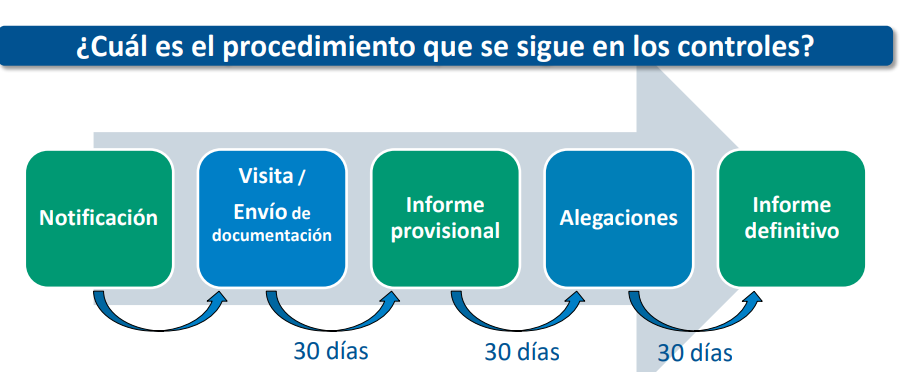 ¿Cuál es el procedimiento que se sigue en los controles?
Notificación
Visita /
Envío de
documentación
Informe
provisional
Alegaciones
Informe
definitivo
30 días
30 días
30 días